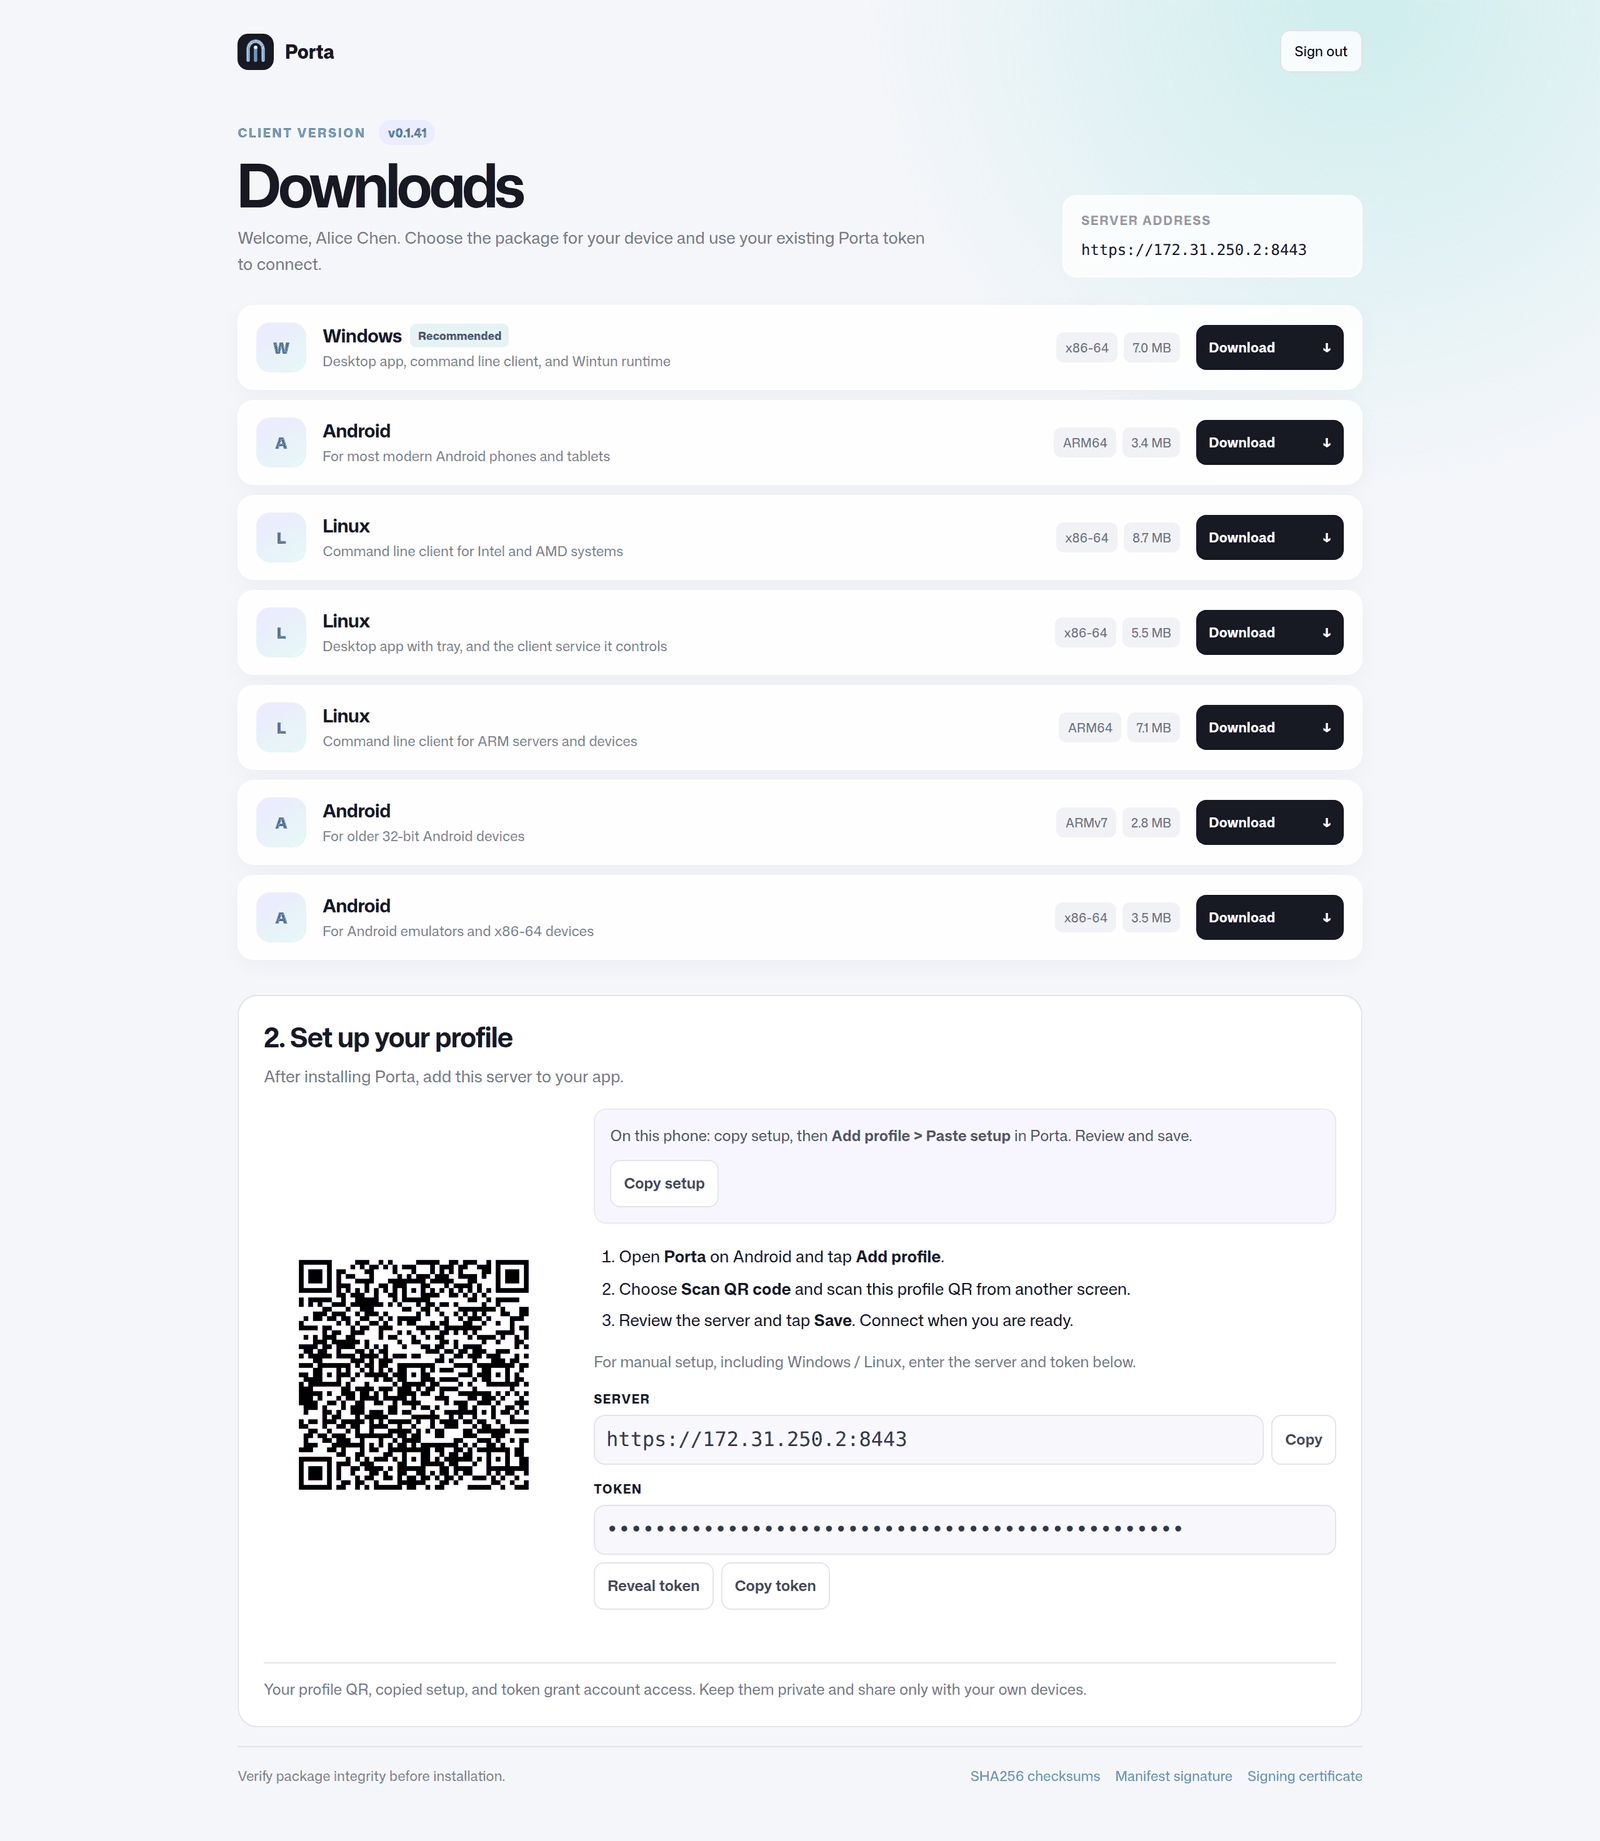 Porta
Sign out
CLIENT VERSION v0.1.41
Downloads
Welcome, Alice Chen. Choose the package for your device and use your existing Porta token
to connect.
SERVER ADDRESS
https://172.31.250.2:8443
W
Windows Recommended
Desktop app, command line client, and Wintun runtime
x86-64 7.0 MB Download ↓
A
Android
For most modern Android phones and tablets
ARM64 3.4 MB Download ↓
L
Linux
Command line client for Intel and AMD systems
x86-64 8.7 MB Download ↓
L
Linux
Desktop app with tray, and the client service it controls
x86-64 5.5 MB Download ↓
L
Linux
Command line client for ARM servers and devices
ARM64 7.1 MB Download ↓
A
Android
For older 32-bit Android devices
ARMv7 2.8 MB Download ↓
A
Android
For Android emulators and x86-64 devices
x86-64 3.5 MB Download ↓
2. Set up your profile
After installing Porta, add this server to your app.
On this phone: copy setup, then Add profile > Paste setup in Porta. Review and save.
Copy setup
1. Open Porta on Android and tap Add profile.
2. Choose Scan QR code and scan this profile QR from another screen.
3. Review the server and tap Save. Connect when you are ready.
For manual setup, including Windows / Linux, enter the server and token below.
SERVER
https://172.31.250.2:8443 Copy
TOKEN
••••••••••••••••••••••••••••••••••••••••••••••••
Reveal token Copy token
Your profile QR, copied setup, and token grant account access. Keep them private and share only with your own devices.
Verify package integrity before installation.
SHA256 checksums Manifest signature Signing certificate